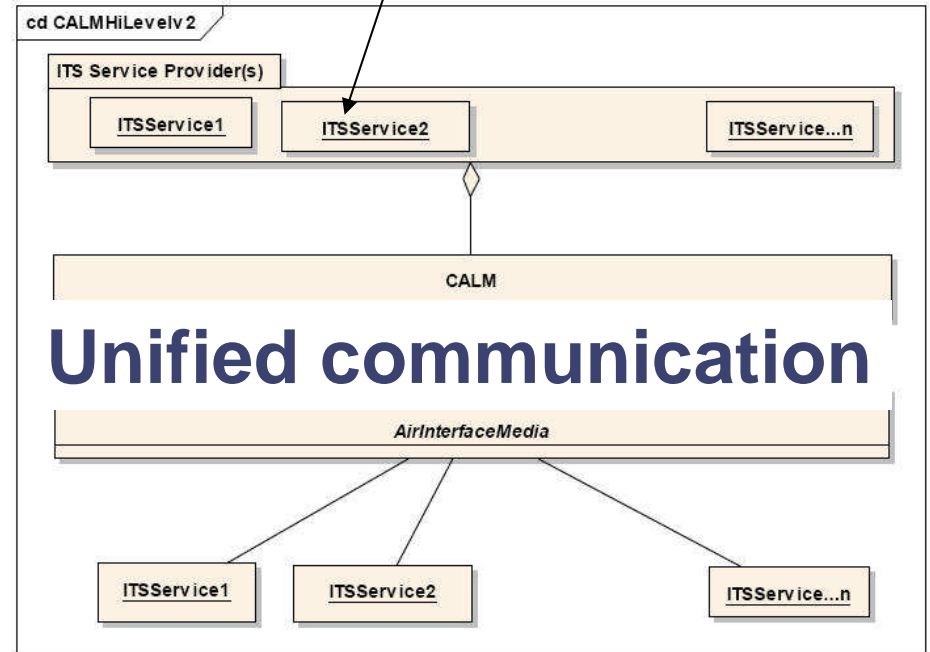 cd CALMHiLevelv2
ITS Service Provider(s)
ITSService1
ITSService2
ITSService...n
CALM
Unified communication
AirInterfaceMedia
ITSService1
ITSService2
ITSService...n